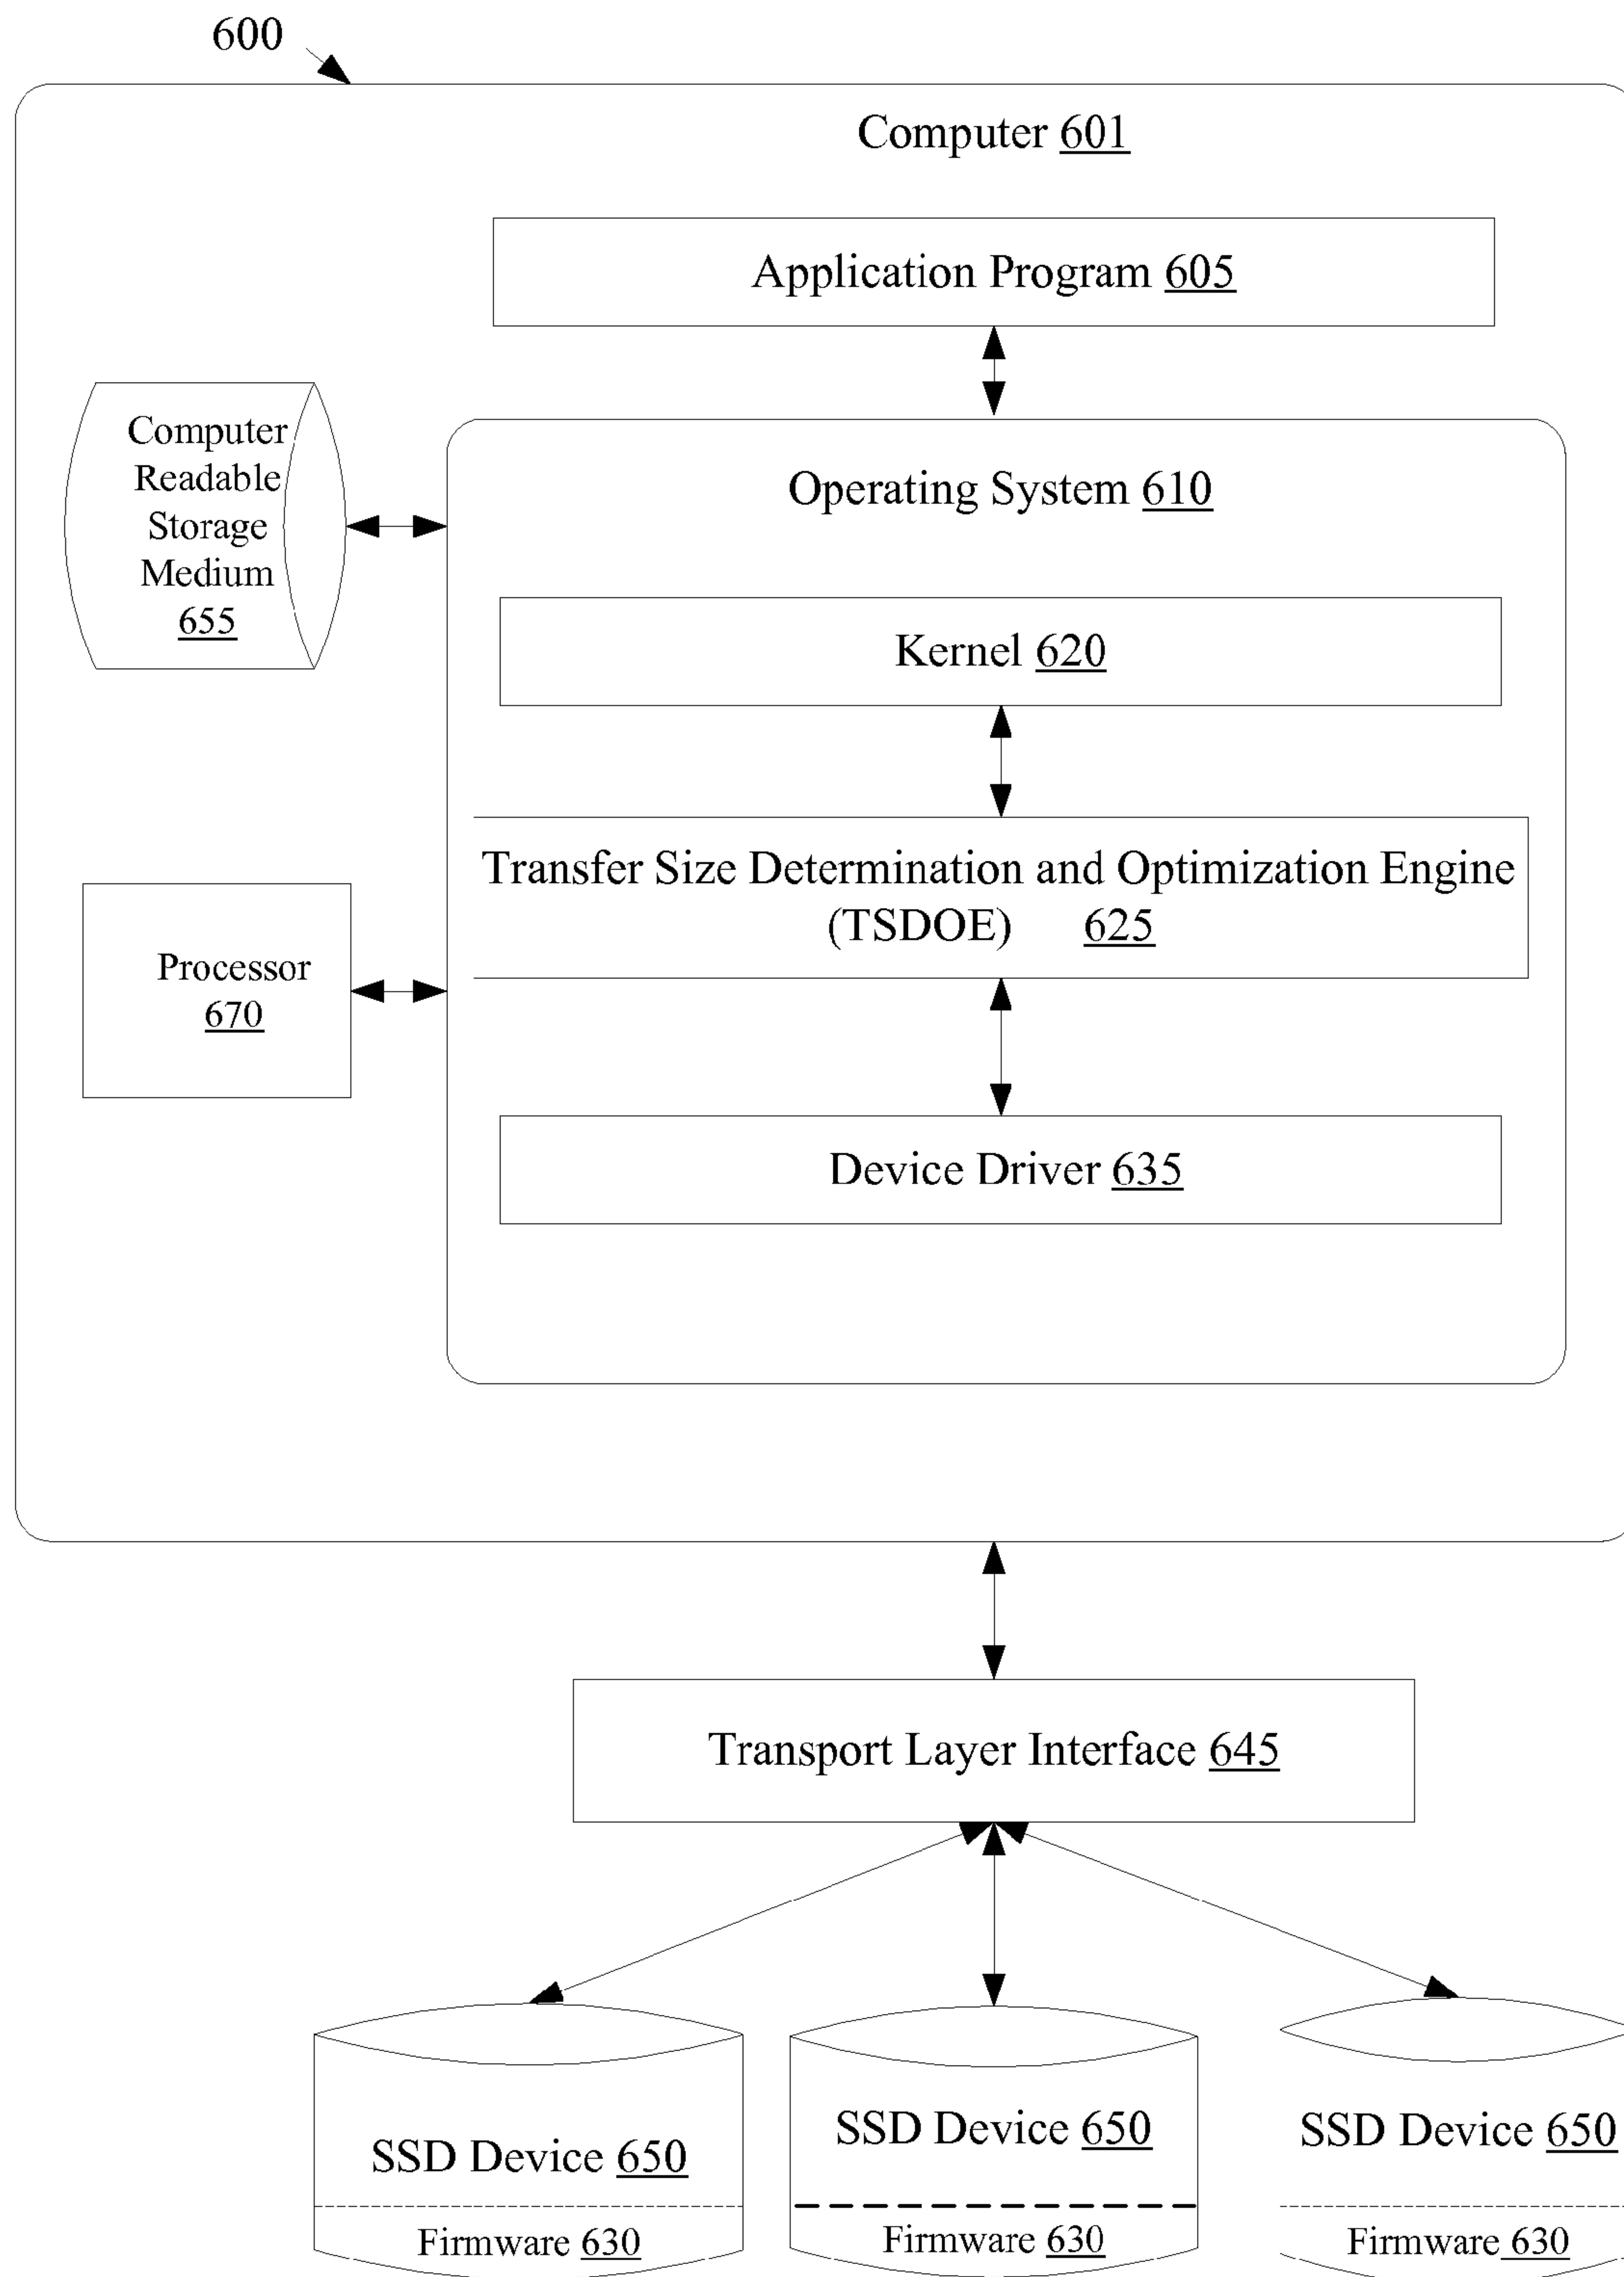 600
Computer 601
Application Program 605
Computer
Readable
Storage
Medium
655
Operating System 610
Kernel 620
Transfer Size Determination and Optimization Engine
(TSDOE) 625
Processor
670
Device Driver 635
Transport Layer Interface 645
SSD Device 650
Firmware 630
SSD Device 650
Firmware 630
SSD Device 650
Firmware 630